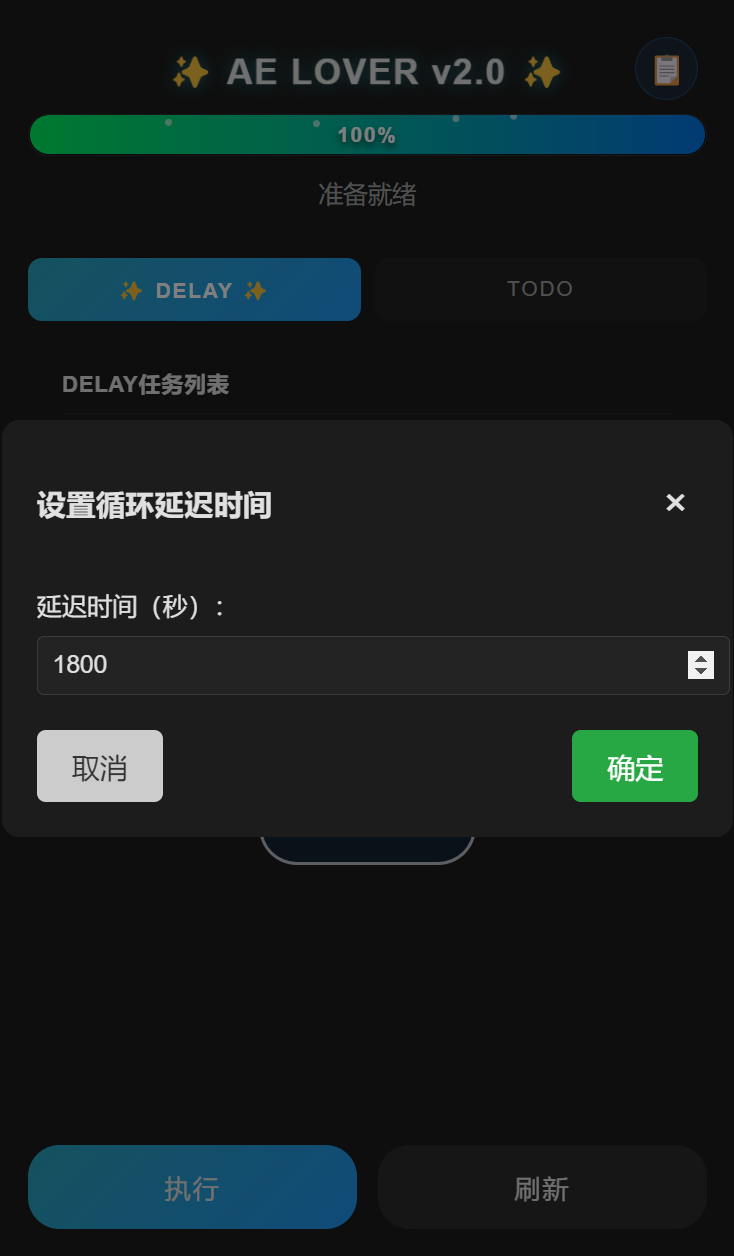 ✨ AE LOVER v2.0 ✨
100%
准备就绪
✨ DELAY ✨
TODO
DELAY任务列表
设置循环延迟时间
×
延迟时间（秒）：
1800
取消
确定
执行
刷新